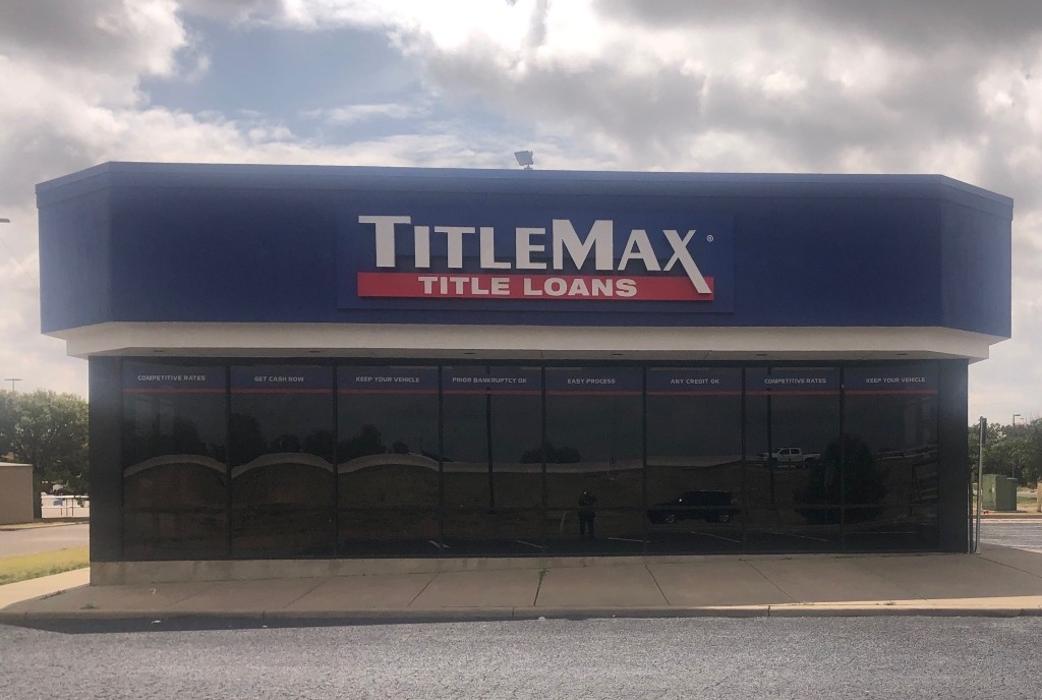 TITLEMAX®
TITLE LOANS
COMPETITIVE RATES
GET CASH NOW
KEEP YOUR VEHICLE
PRIOR BANKRUPTCY OK
EASY PROCESS
ANY CREDIT OK
COMPETITIVE RATES
KEEP YOUR VEHICLE